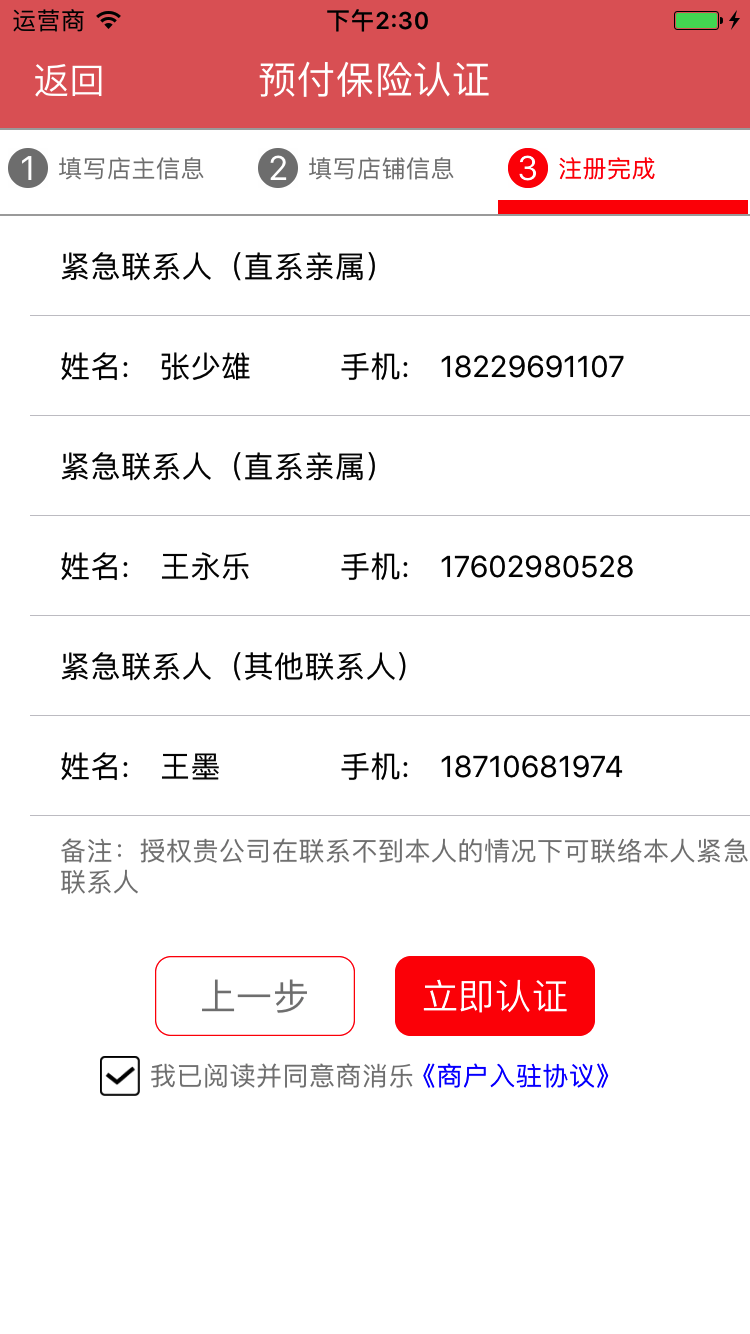 运营商 下午2:30
返回 预付保险认证
1 填写店主信息 2 填写店铺信息 3 注册完成
紧急联系人（直系亲属）
姓名: 张少雄 手机: 18229691107
紧急联系人（直系亲属）
姓名: 王永乐 手机: 17602980528
紧急联系人（其他联系人）
姓名: 王墨 手机: 18710681974
备注：授权贵公司在联系不到本人的情况下可联络本人紧急
联系人
上一步 立即认证
我已阅读并同意商消乐《商户入驻协议》